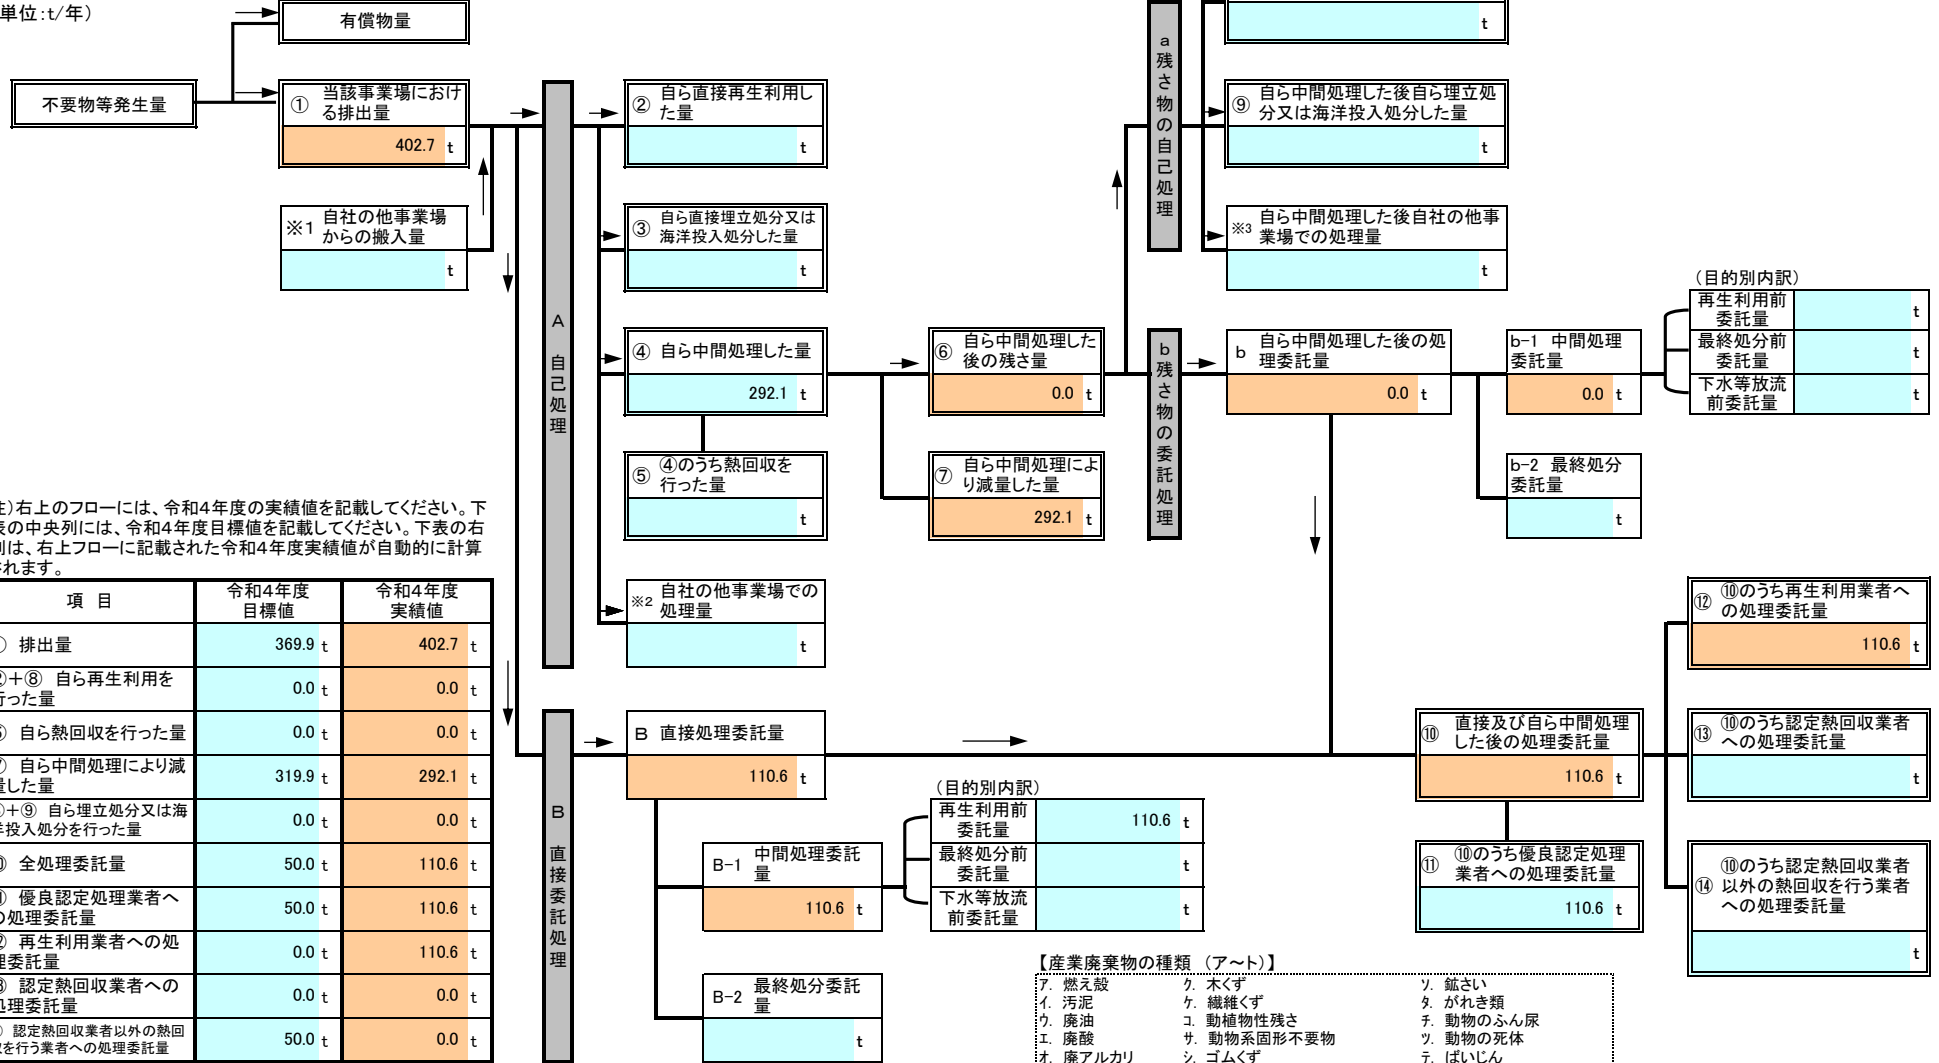 単位:t/年）
有償物量
不要物等発生量
① 当該事業場におけ
る排出量
402.7 t
※1 自社の他事業場
からの搬入量
t
A 自己処理
② 自ら直接再生利用し
た量
t
③ 自ら直接埋立処分又は
海洋投入処分した量
t
④ 自ら中間処理した量
292.1 t
⑤ ④のうち熱回収を
行った量
t
※2 自社の他事業場での
処理量
t
⑥ 自ら中間処理した
後の残さ量
0.0 t
⑦ 自ら中間処理によ
り減量した量
292.1 t
a 残さ物の自己処理
t
⑨ 自ら中間処理した後自ら埋立処
分又は海洋投入処分した量
t
※3 自ら中間処理した後自社の他事
業場での処理量
t
b 残さ物の委託処理
b 自ら中間処理した後の処
理委託量
0.0 t
b-1 中間処理
委託量
0.0 t
b-2 最終処分
委託量
t
（目的別内訳）
再生利用前
委託量
t
最終処分前
委託量
t
下水等放流
前委託量
t
)右上のフローには、令和4年度の実績値を記載してください。下
表の中央列には、令和4年度目標値を記載してください。下表の右
列は、右上フローに記載された令和4年度実績値が自動的に計算
されます。
項 目
令和4年度
目標値
令和4年度
実績値
① 排出量 369.9 t 402.7 t
②+⑧ 自ら再生利用を
行った量 0.0 t 0.0 t
⑤ 自ら熱回収を行った量 0.0 t 0.0 t
⑦ 自ら中間処理により減
量した量 319.9 t 292.1 t
③+⑨ 自ら埋立処分又は海
洋投入処分を行った量 0.0 t 0.0 t
⑩ 全処理委託量 50.0 t 110.6 t
⑪ 優良認定処理業者へ
の処理委託量 50.0 t 110.6 t
⑫ 再生利用業者への処
理委託量 0.0 t 110.6 t
⑬ 認定熱回収業者への
処理委託量 0.0 t 0.0 t
⑭ 認定熱回収業者以外の熱回
収を行う業者への処理委託量 50.0 t 0.0 t
B 直接委託処理
B 直接処理委託量
110.6 t
B-1 中間処理委託
量
110.6 t
B-2 最終処分委託
量
t
（目的別内訳）
再生利用前
委託量
110.6 t
最終処分前
委託量
t
下水等放流
前委託量
t
⑩ 直接及び自ら中間処理
した後の処理委託量
110.6 t
⑪ ⑩のうち優良認定処理
業者への処理委託量
110.6 t
⑫ ⑩のうち再生利用業者へ
の処理委託量
110.6 t
⑬ ⑩のうち認定熱回収業者
への処理委託量
t
⑭ ⑩のうち認定熱回収業者
以外の熱回収を行う業者
への処理委託量
t
【産業廃棄物の種類 （ア～ト）】
ア. 燃え殻 ク. 木くず ソ. 鉱さい
イ. 汚泥 ケ. 繊維くず タ. がれき類
ウ. 廃油 コ. 動植物性残さ チ. 動物のふん尿
エ. 廃酸 サ. 動物系固形不要物 ツ. 動物の死体
オ. 廃アルカリ シ. ゴムくず テ. ばいじん